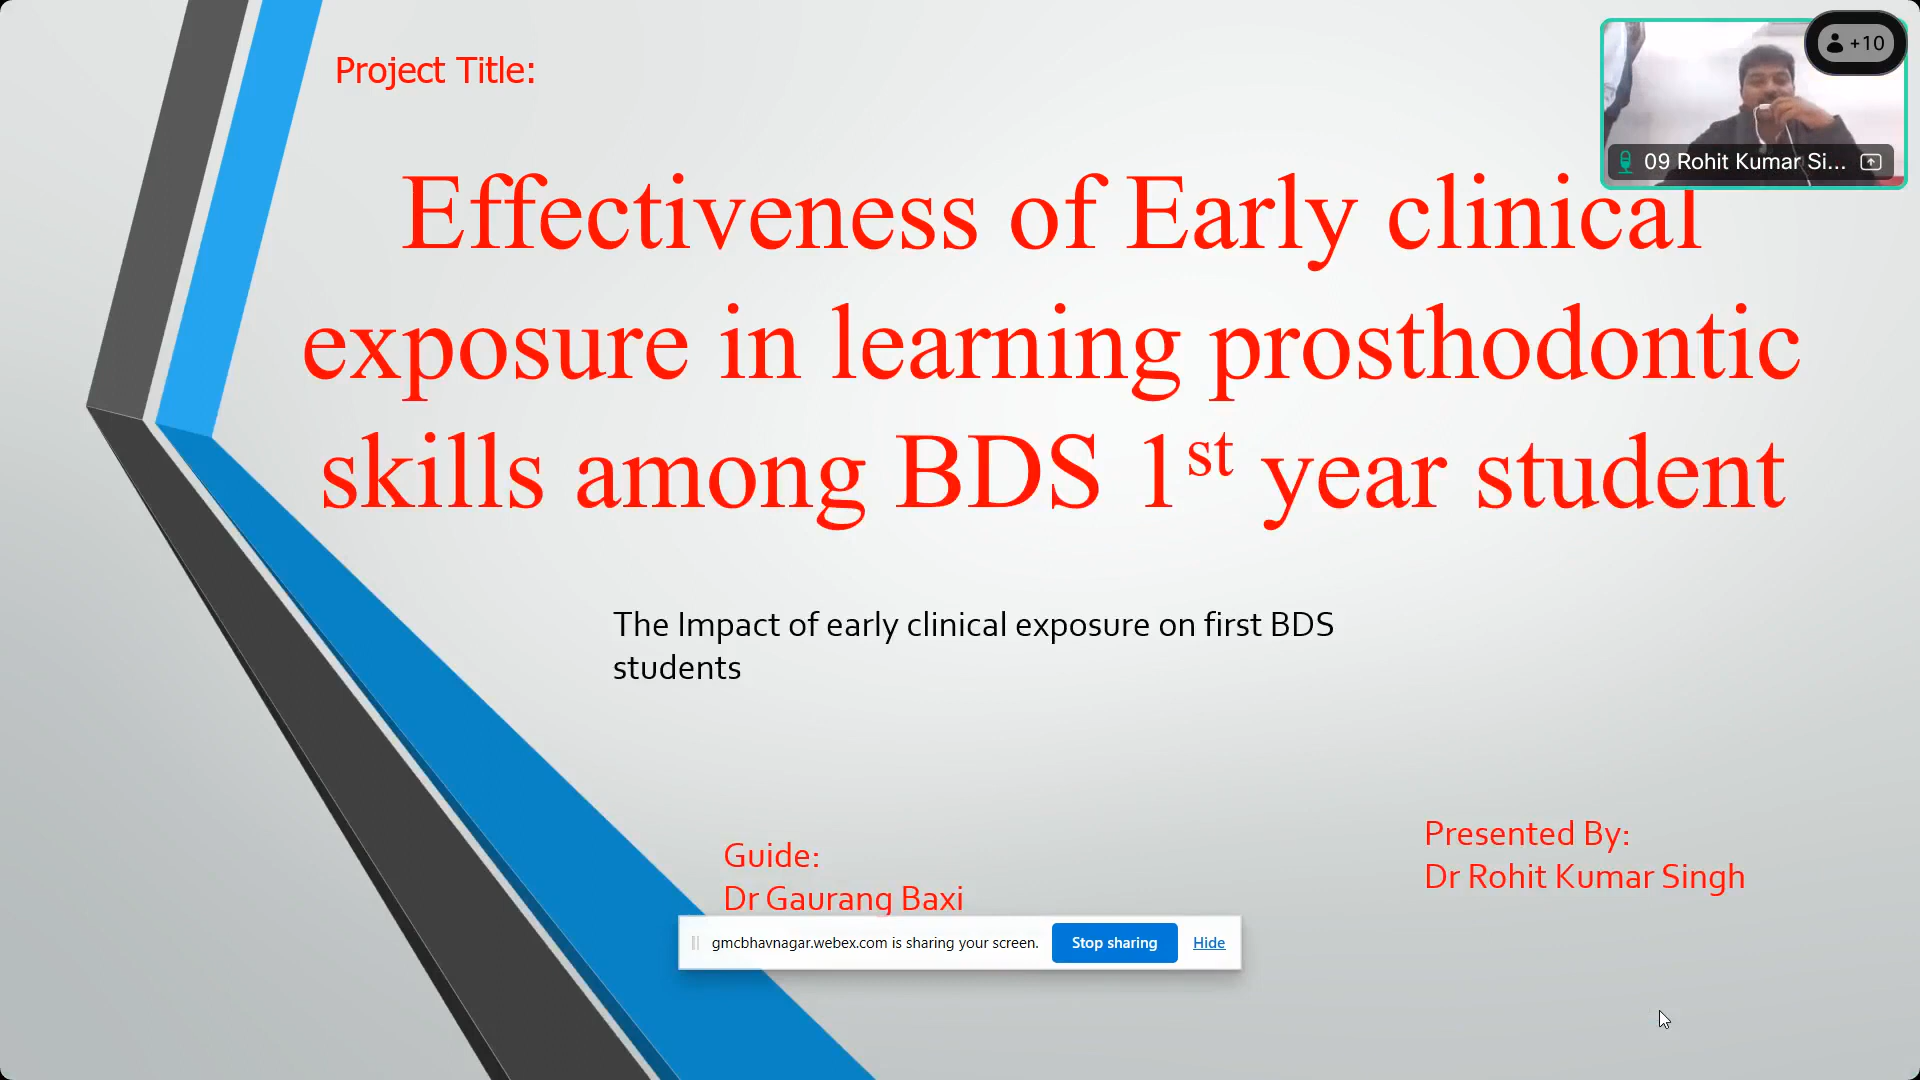 Project Title:
+10
09 Rohit Kumar Si...
Effectiveness of Early clinical
exposure in learning prosthodontic
skills among BDS 1st year student
The Impact of early clinical exposure on first BDS
students
Guide:
Dr Gaurang Baxi
Presented By:
Dr Rohit Kumar Singh
gmcbhavnagar.webex.com is sharing your screen.
Stop sharing
Hide